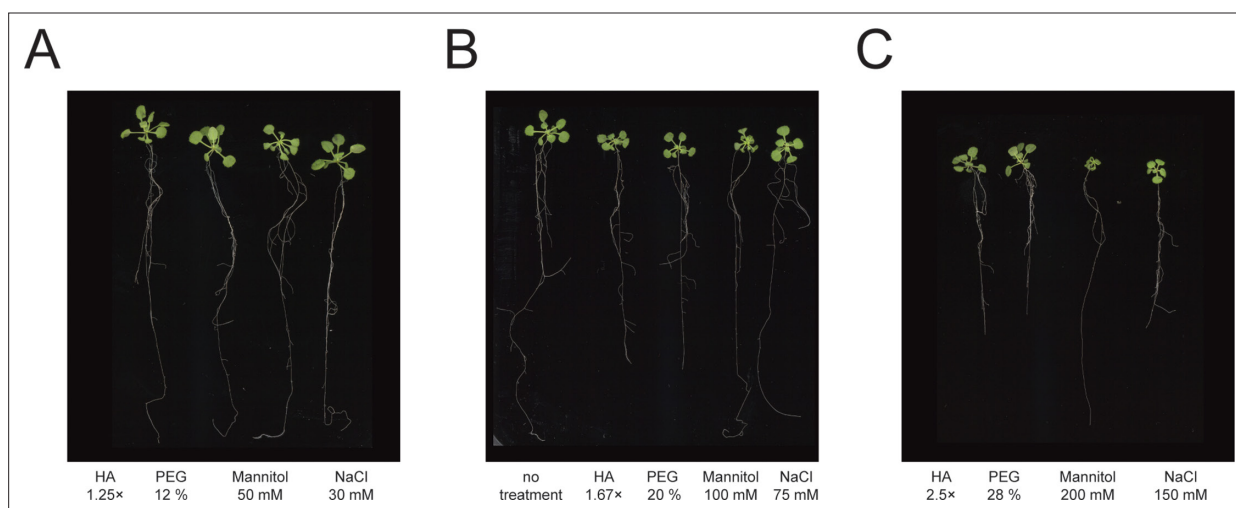 A
B
C
HA PEG Mannitol NaCl
1.25× 12 % 50 mM 30 mM
no HA PEG Mannitol NaCl
treatment 1.67× 20 % 100 mM 75 mM
HA PEG Mannitol NaCl
2.5× 28 % 200 mM 150 mM